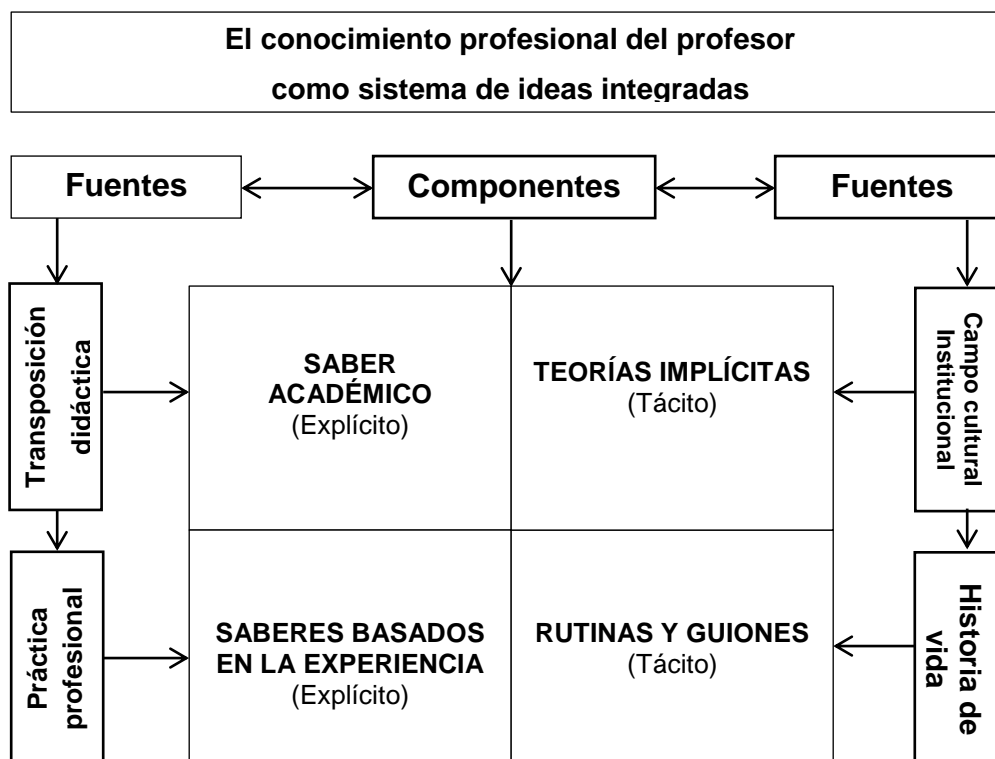 El conocimiento profesional del profesor
como sistema de ideas integradas
Fuentes
Componentes
Fuentes
Transposición
didáctica
SABER
ACADÉMICO
(Explícito)
TEORÍAS IMPLÍCITAS
(Tácito)
Campo cultural
Institucional
Práctica
profesional
SABERES BASADOS
EN LA EXPERIENCIA
(Explícito)
RUTINAS Y GUIONES
(Tácito)
Historia de
vida